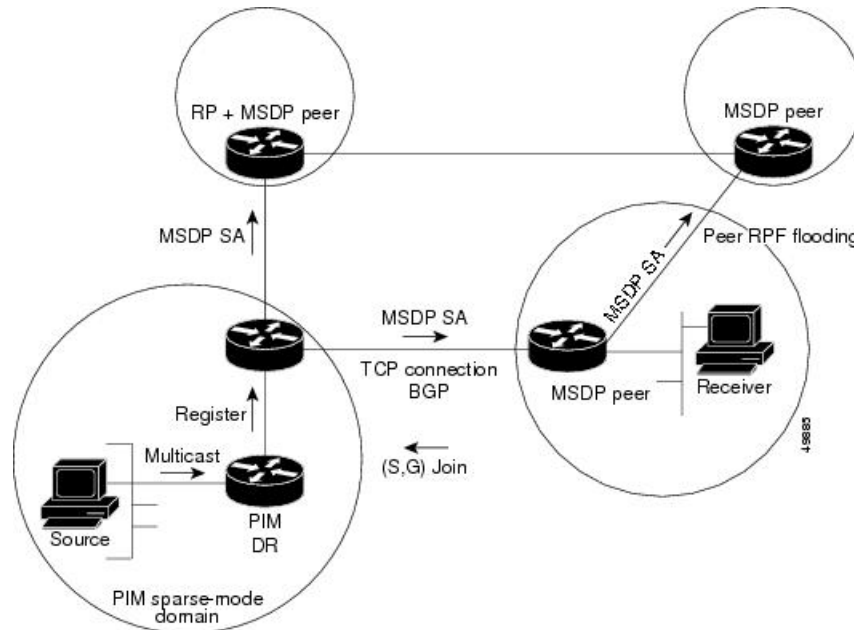 RP + MSDP peer
MSDP peer
MSDP SA
Peer RPF flooding
MSDP SA
MSDP SA
TCP connection
BGP
MSDP peer
Receiver
Register
Multicast
(S,G) Join
49885
Source
PIM
DR
PIM sparse-mode
domain